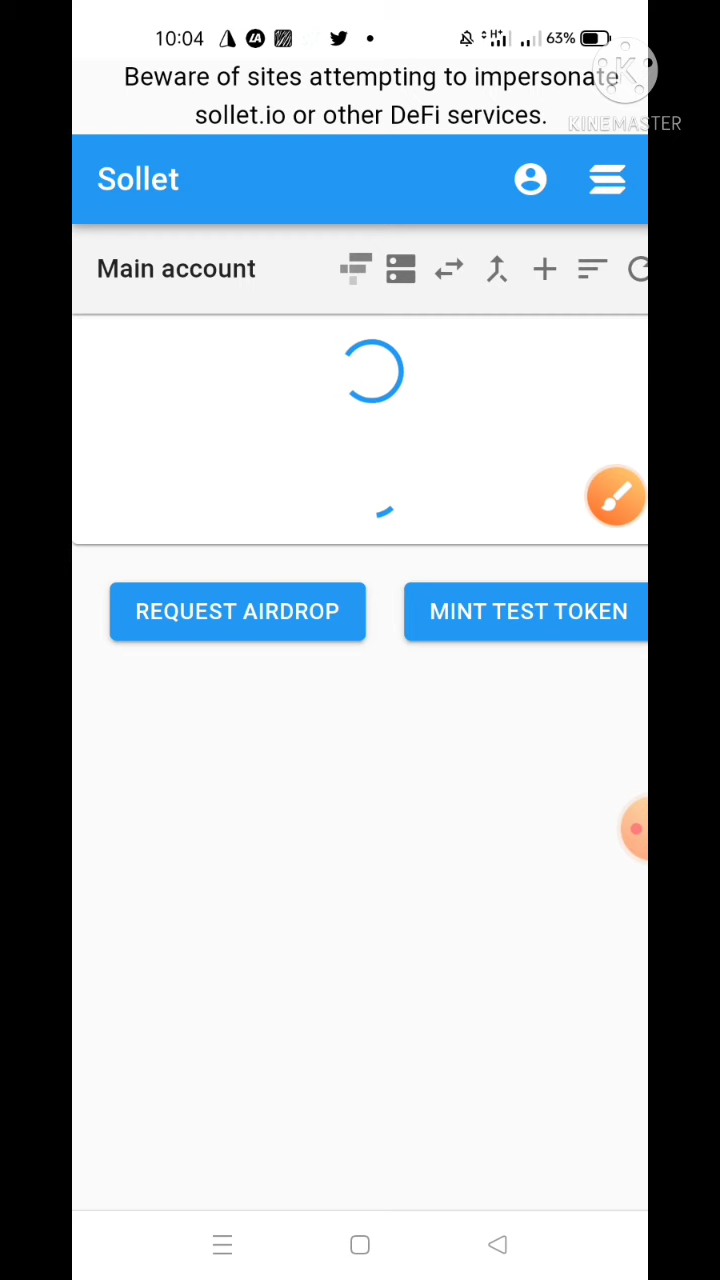 10:04
63%
Beware of sites attempting to impersonate
sollet.io or other DeFi services.
KINEMASTER
Sollet
Main account
REQUEST AIRDROP
MINT TEST TOKEN